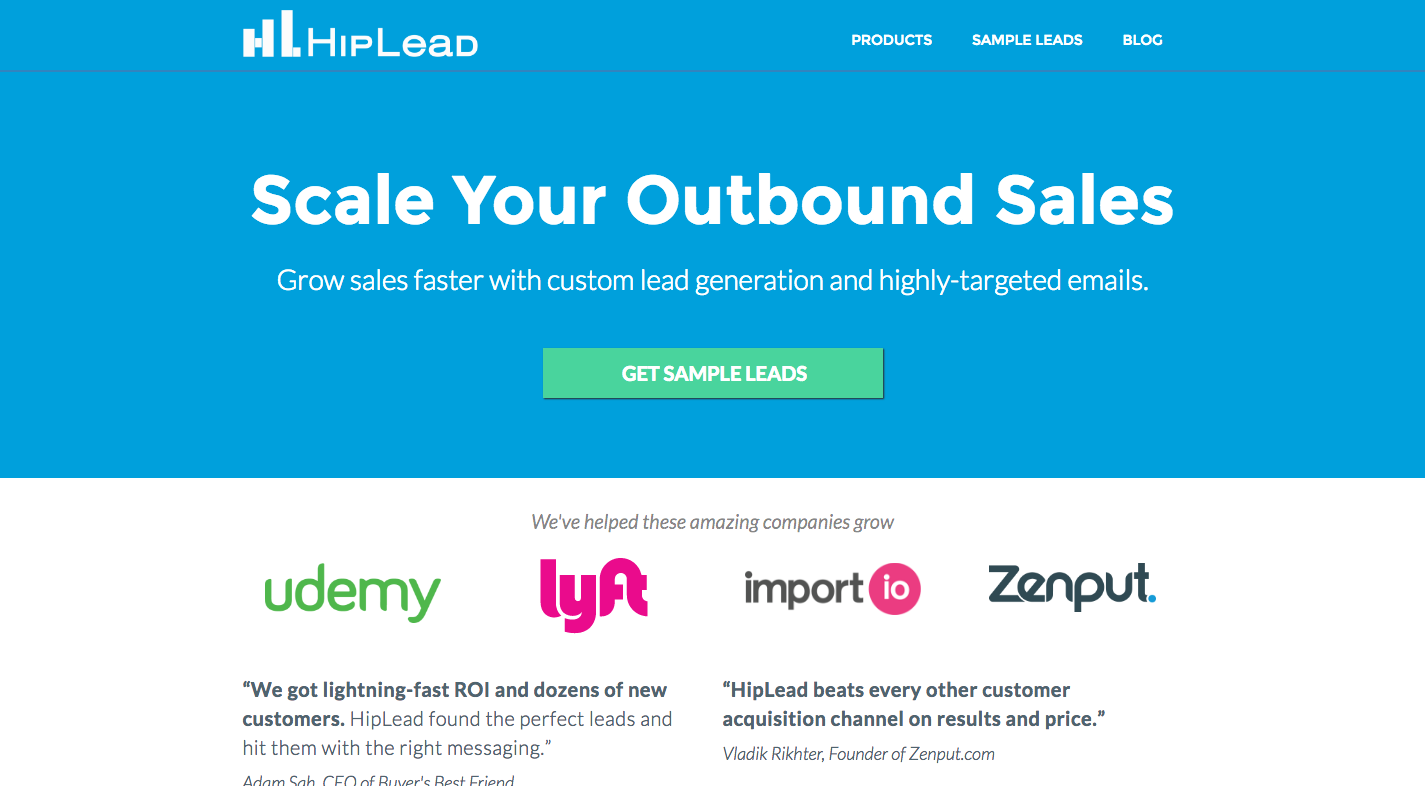 HIPLEAD
PRODUCTS
SAMPLE LEADS
BLOG
Scale Your Outbound Sales
Grow sales faster with custom lead generation and highly-targeted emails.
GET SAMPLE LEADS
We've helped these amazing companies grow
udemy
lyft
import io
Zenput.
“We got lightning-fast ROI and dozens of new
customers. HipLead found the perfect leads and
hit them with the right messaging.”
Adam Sah, CEO of Buyer's Best Friend
“HipLead beats every other customer
acquisition channel on results and price.”
Vladik Rikhter, Founder of Zenput.com